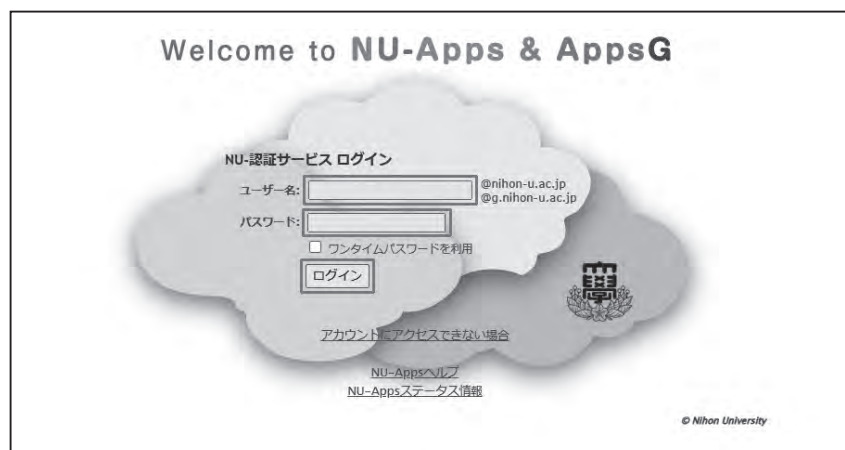 Welcome to NU-Apps & AppsG
NU-認証サービス ログイン
ユーザー名:
@nihon-u.ac.jp
@g.nihon-u.ac.jp
パスワード:
ワンタイムパスワードを利用
ログイン
アカウントにアクセスできない場合
NU-Appsヘルプ
NU-Appsステータス情報
© Nihon University